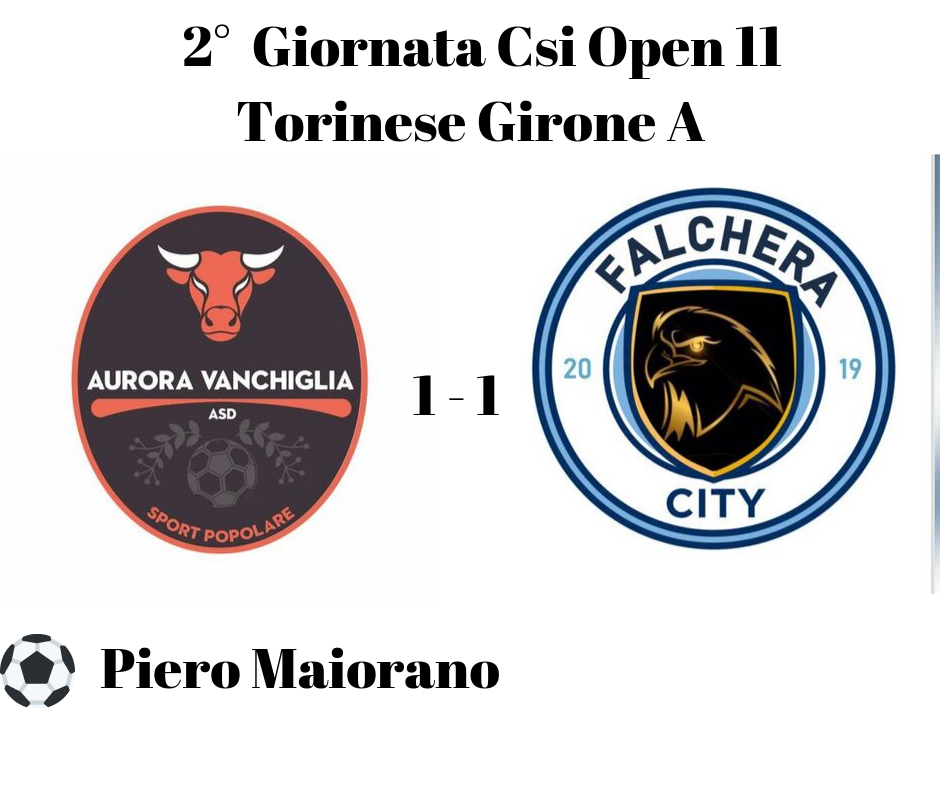 2° Giornata Csi Open 11
Torinese Girone A
AURORA VANCHIGLIA
ASD
SPORT POPOLARE
1 - 1
FALCHERA
20 19
CITY
Piero Maiorano